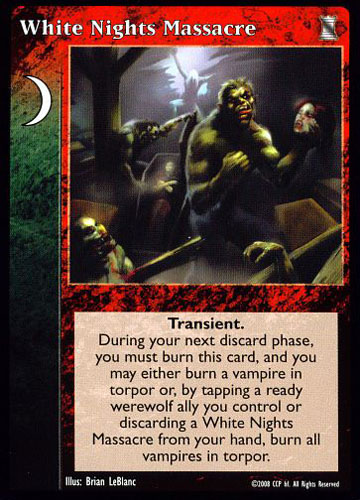 White Nights Massacre
Transient.
During your next discard phase,
you must burn this card, and you
may either burn a vampire in
torpor or, by tapping a ready
werewolf ally you control or
discarding a White Nights
Massacre from your hand, burn all
vampires in torpor.
Illus: Brian LeBlanc
©2008 CCP hf. All Rights Reserved